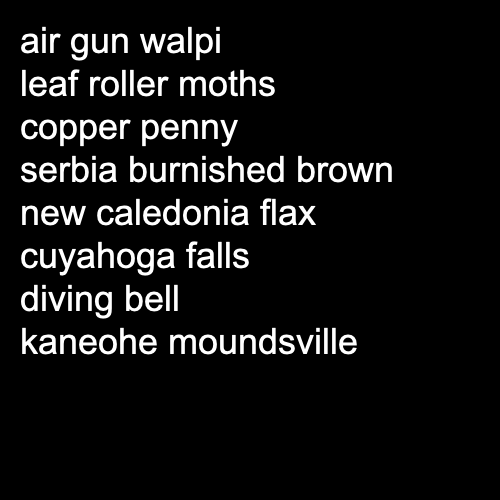 air gun walpi
leaf roller moths
copper penny
serbia burnished brown
new caledonia flax
cuyahoga falls
diving bell
kaneohe moundsville